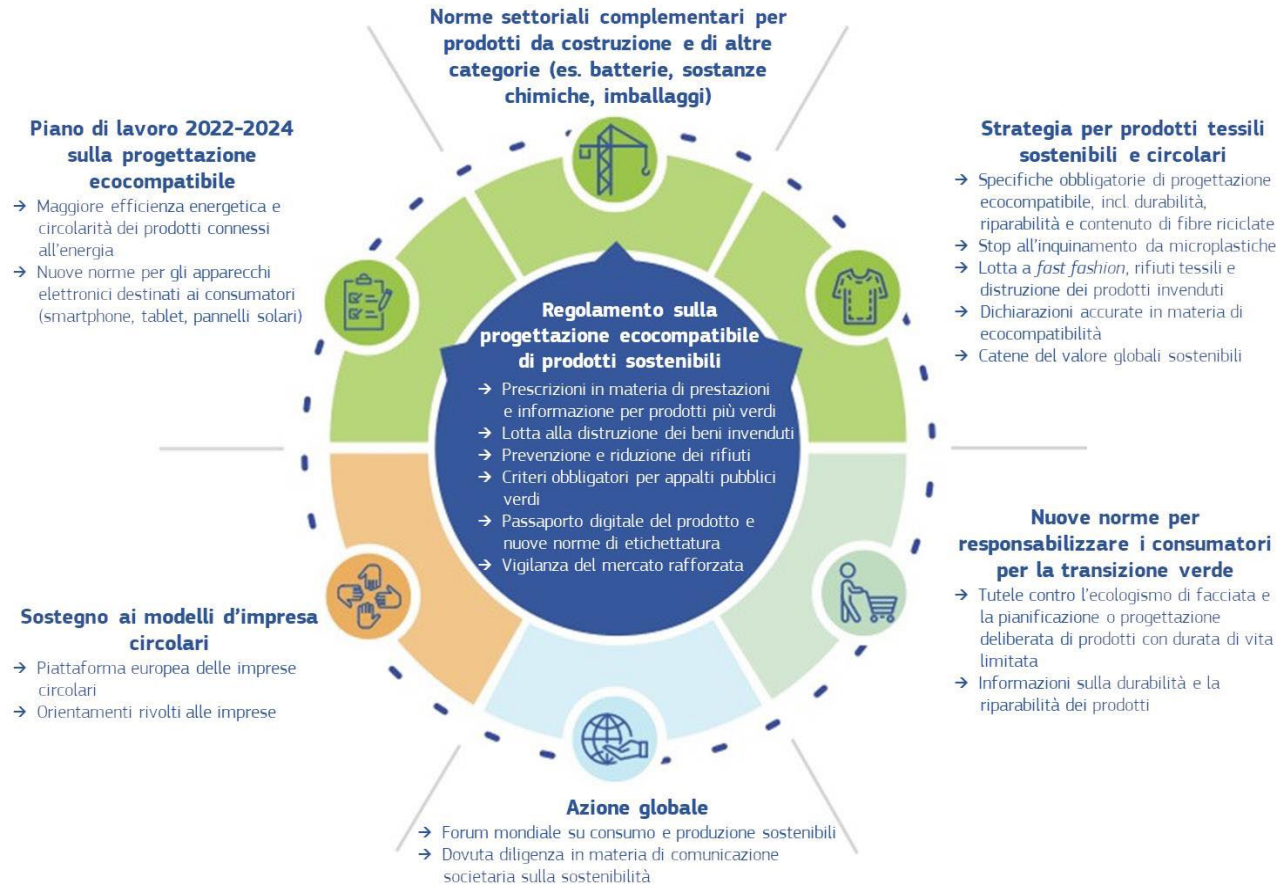 Norme settoriali complementari per
prodotti da costruzione e di altre
categorie (es. batterie, sostanze
chimiche, imballaggi)
Piano di lavoro 2022-2024
sulla progettazione
ecocompatibile
→ Maggiore efficienza energetica e
circolarità dei prodotti connessi
all'energia
→ Nuove norme per gli apparecchi
elettronici destinati ai consumatori
(smartphone, tablet, pannelli solari)
Strategia per prodotti tessili
sostenibili e circolari
→ Specifiche obbligatorie di progettazione
ecocompatibile, incl. durabilità,
riparabilità e contenuto di fibre riciclate
→ Stop all'inquinamento da microplastiche
→ Lotta a fast fashion, rifiuti tessili e
distruzione dei prodotti invenduti
→ Dichiarazioni accurate in materia di
ecocompatibilità
→ Catene del valore globali sostenibili
Regolamento sulla
progettazione ecocompatibile
di prodotti sostenibili
→ Prescrizioni in materia di prestazioni
e informazione per prodotti più verdi
→ Lotta alla distruzione dei beni invenduti
→ Prevenzione e riduzione dei rifiuti
→ Criteri obbligatori per appalti pubblici
verdi
→ Passaporto digitale del prodotto e
nuove norme di etichettatura
→ Vigilanza del mercato rafforzata
Nuove norme per
responsabilizzare i consumatori
per la transizione verde
→ Tutele contro l'ecologismo di facciata e
la pianificazione o progettazione
deliberata di prodotti con durata di vita
limitata
→ Informazioni sulla durabilità e la
riparabilità dei prodotti
Sostegno ai modelli d'impresa
circolari
→ Piattaforma europea delle imprese
circolari
→ Orientamenti rivolti alle imprese
Azione globale
→ Forum mondiale su consumo e produzione sostenibili
→ Dovuta diligenza in materia di comunicazione
societaria sulla sostenibilità